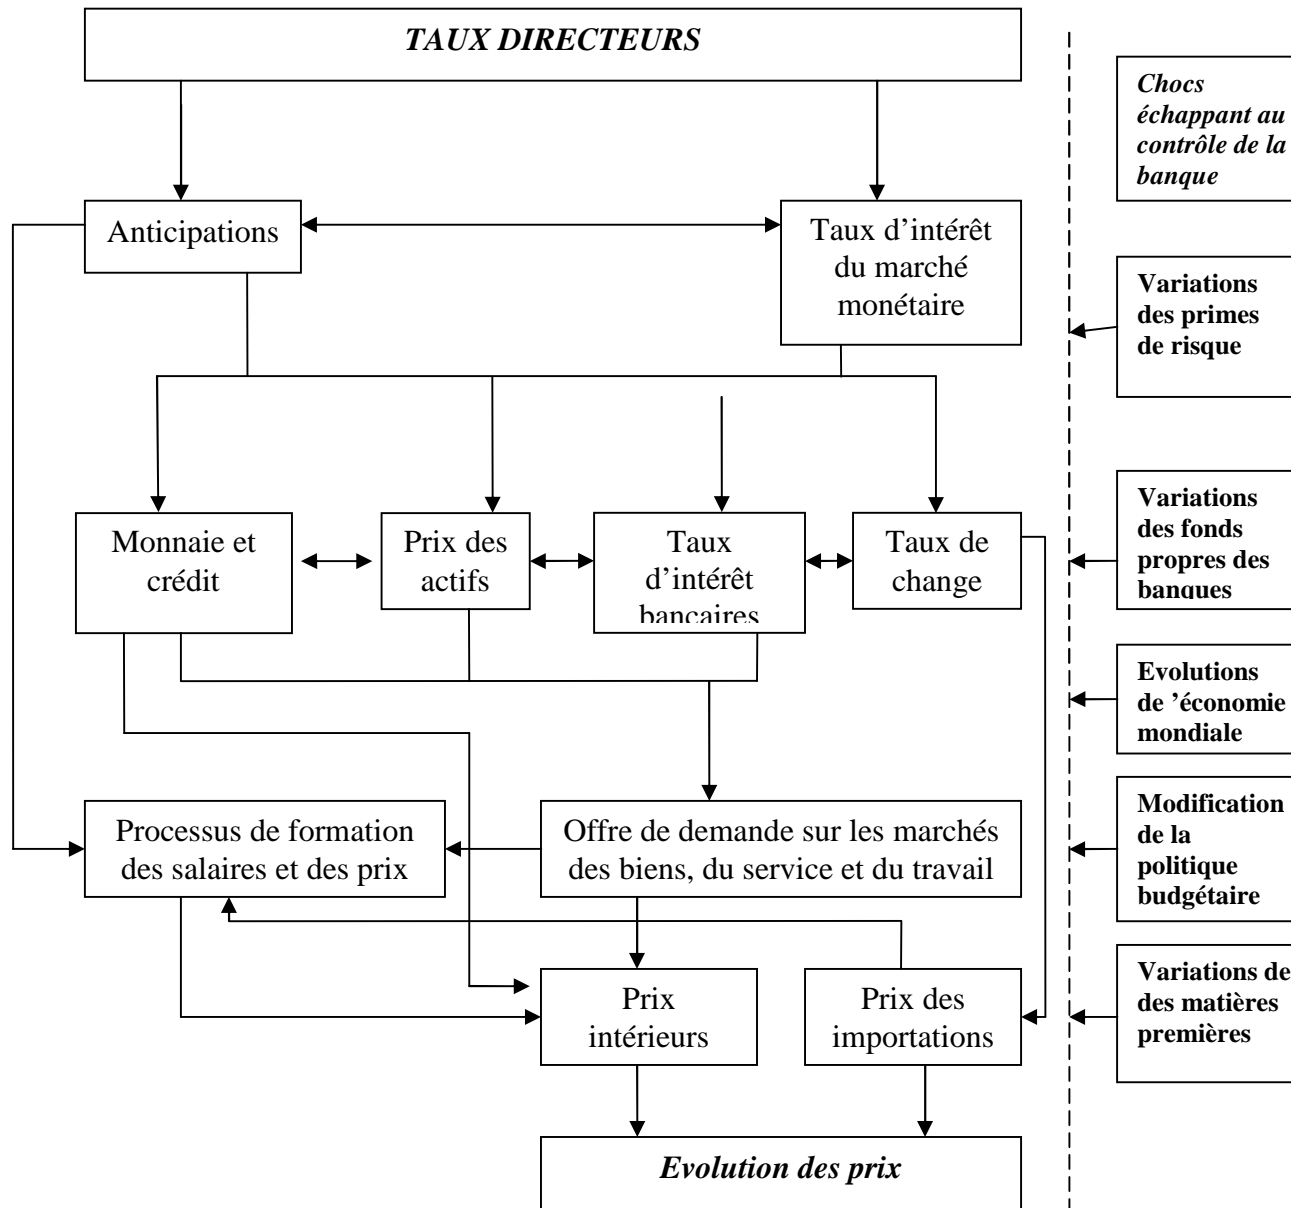 TAUX DIRECTEURS
Chocs
échappant au
contrôle de la
banque
Anticipations
Taux d’intérêt
du marché
monétaire
Variations
des primes
de risque
Monnaie et
crédit
Prix des
actifs
Taux
d’intérêt
bancaires
Taux de
change
Variations
des fonds
propres des
banques
Evolutions
de ’économie
mondiale
Processus de formation
des salaires et des prix
Offre de demande sur les marchés
des biens, du service et du travail
Modification
de la
politique
budgétaire
Prix
intérieurs
Prix des
importations
Variations de
des matières
premières
Evolution des prix